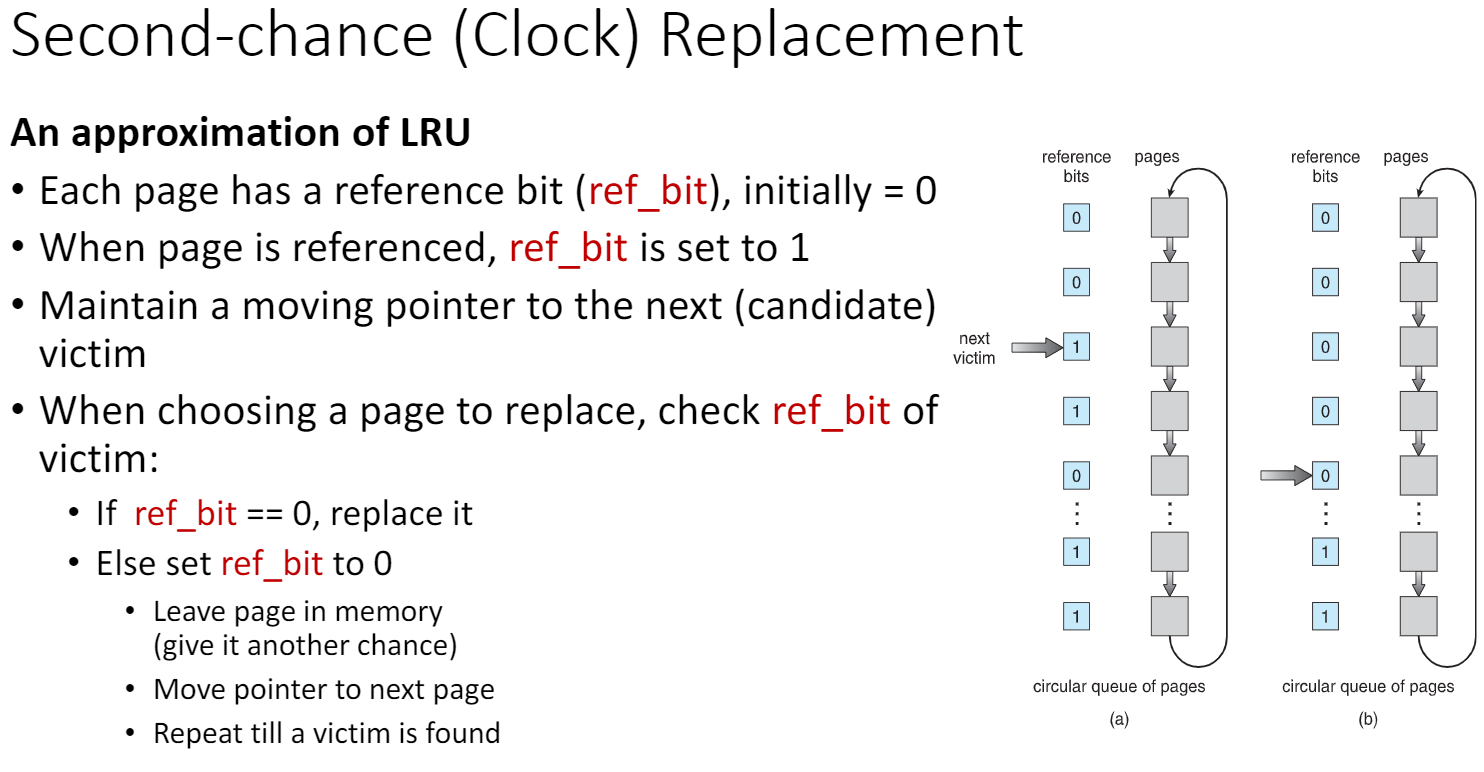 Second-chance (Clock) Replacement
An approximation of LRU
• Each page has a reference bit (ref_bit), initially = 0
• When page is referenced, ref_bit is set to 1
• Maintain a moving pointer to the next (candidate)
victim
• When choosing a page to replace, check ref_bit of
victim:
• If ref_bit == 0, replace it
• Else set ref_bit to 0
• Leave page in memory
(give it another chance)
• Move pointer to next page
• Repeat till a victim is found
reference
bits
pages
0
0
next
victim
1
1
0
1
1
circular queue of pages
(a)
reference
bits
pages
0
0
0
0
0
1
1
circular queue of pages
(b)